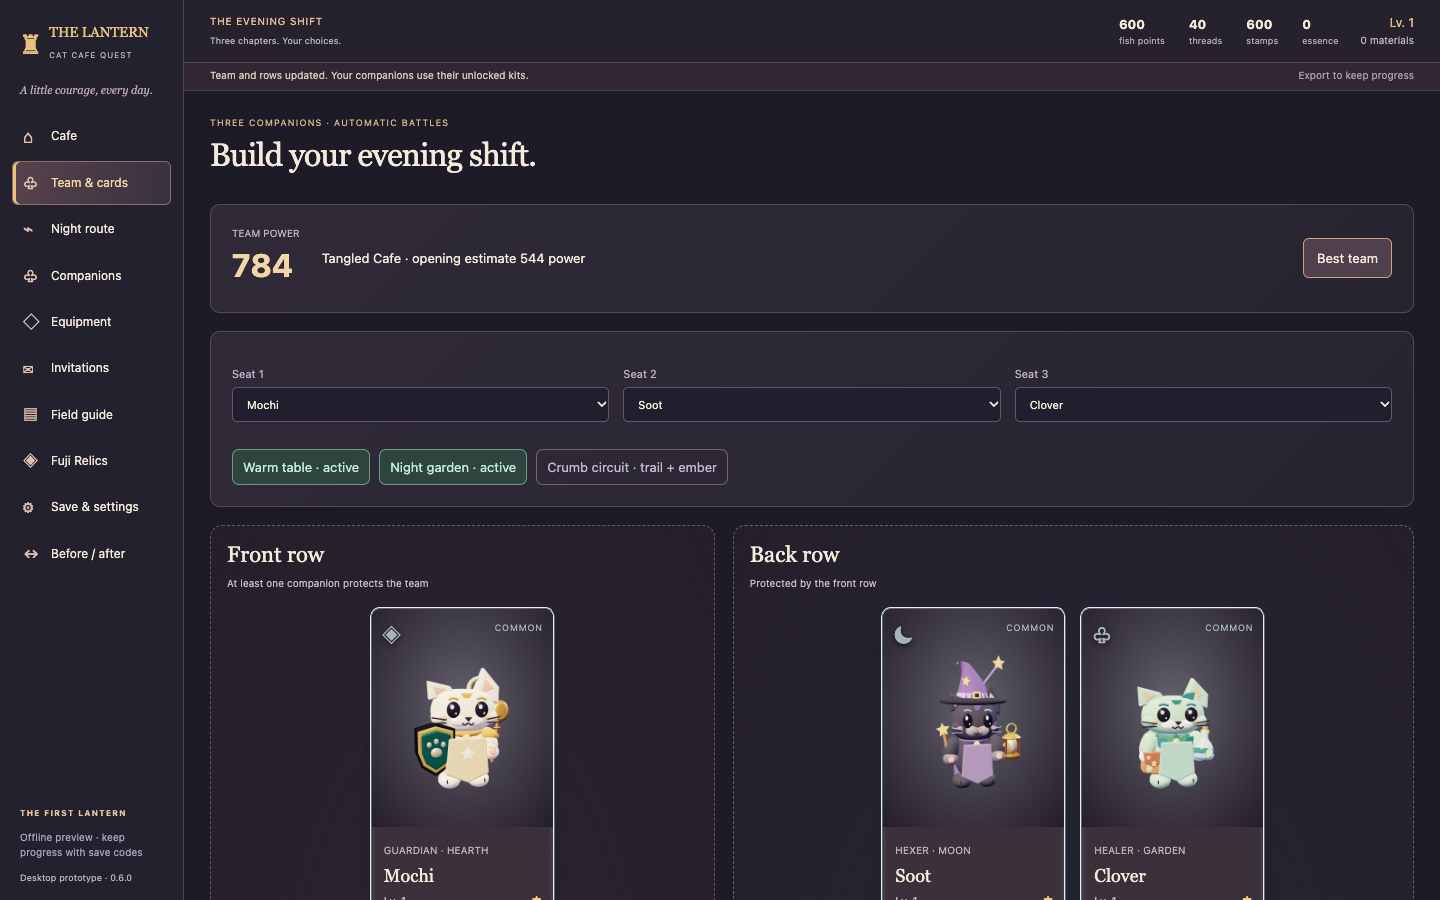 THE LANTERN
CAT CAFE QUEST
A little courage, every day.
Cafe
Team & cards
Night route
Companions
Equipment
Invitations
Field guide
Fuji Relics
Save & settings
Before / after
THE FIRST LANTERN
Offline preview · keep
progress with save codes
Desktop prototype · 0.6.0
THE EVENING SHIFT
Three chapters. Your choices.
600
fish points
40
threads
600
stamps
0
essence
Lv. 1
0 materials
Team and rows updated. Your companions use their unlocked kits.
Export to keep progress
THREE COMPANIONS · AUTOMATIC BATTLES
Build your evening shift.
TEAM POWER
784
Tangled Cafe · opening estimate 544 power
Best team
Seat 1
Mochi
Seat 2
Soot
Seat 3
Clover
Warm table · active
Night garden · active
Crumb circuit · trail + ember
Front row
At least one companion protects the team
COMMON
GUARDIAN · HEARTH
Mochi
Lv. 1
Back row
Protected by the front row
COMMON
HEXER · MOON
Soot
Lv. 1
COMMON
HEALER · GARDEN
Clover
Lv. 1